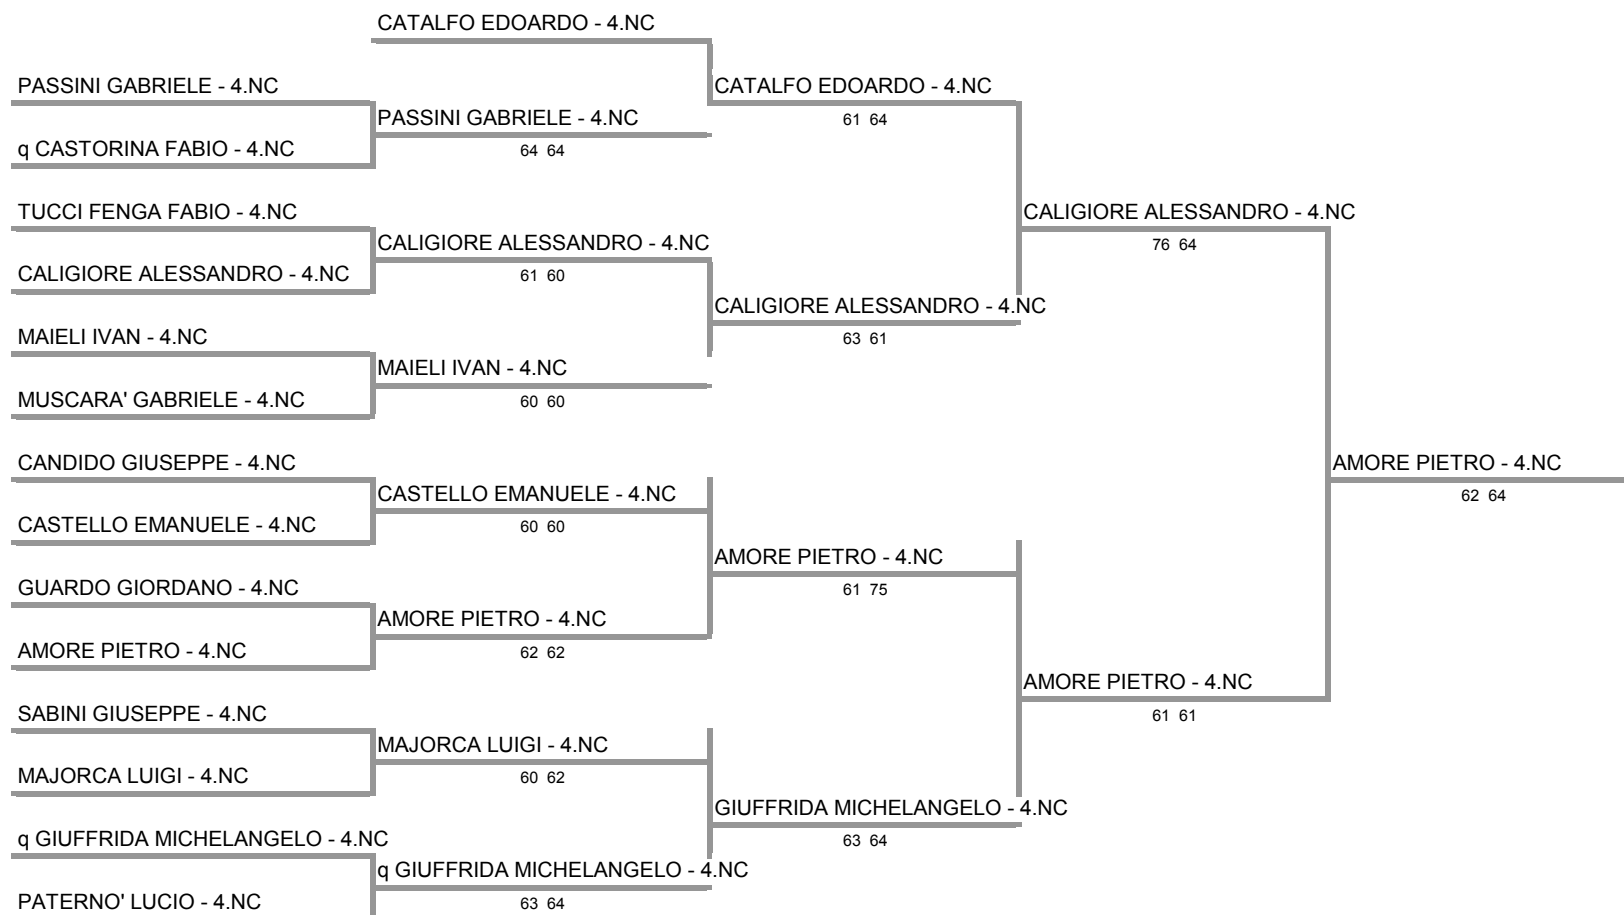 CATALFO EDOARDO - 4.NC
PASSINI GABRIELE - 4.NC
CATALFO EDOARDO - 4.NC
PASSINI GABRIELE - 4.NC
61 64
q CASTORINA FABIO - 4.NC
64 64
TUCCI FENGA FABIO - 4.NC
CALIGIORE ALESSANDRO - 4.NC
CALIGIORE ALESSANDRO - 4.NC
76 64
CALIGIORE ALESSANDRO - 4.NC
61 60
CALIGIORE ALESSANDRO - 4.NC
63 61
MAIELI IVAN - 4.NC
MAIELI IVAN - 4.NC
MUSCARA' GABRIELE - 4.NC
60 60
CANDIDO GIUSEPPE - 4.NC
AMORE PIETRO - 4.NC
62 64
CASTELLO EMANUELE - 4.NC
CASTELLO EMANUELE - 4.NC
60 60
AMORE PIETRO - 4.NC
61 75
GUARDO GIORDANO - 4.NC
AMORE PIETRO - 4.NC
AMORE PIETRO - 4.NC
62 62
AMORE PIETRO - 4.NC
61 61
SABINI GIUSEPPE - 4.NC
MAJORCA LUIGI - 4.NC
MAJORCA LUIGI - 4.NC
60 62
GIUFFRIDA MICHELANGELO - 4.NC
63 64
q GIUFFRIDA MICHELANGELO - 4.NC
q GIUFFRIDA MICHELANGELO - 4.NC
PATERNO' LUCIO - 4.NC
63 64